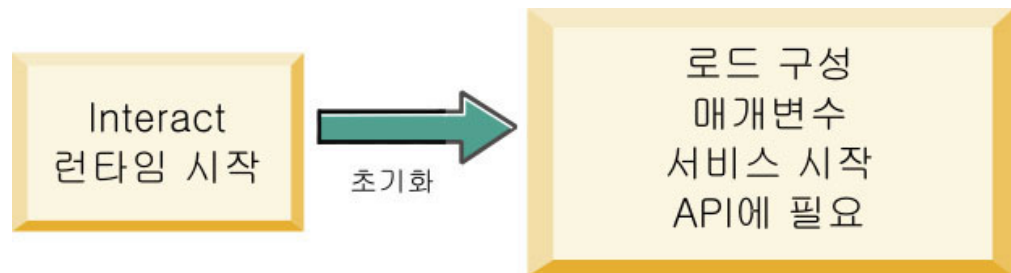 Interact
런타임 시작
초기화
로드 구성
매개변수
서비스 시작
API에 필요